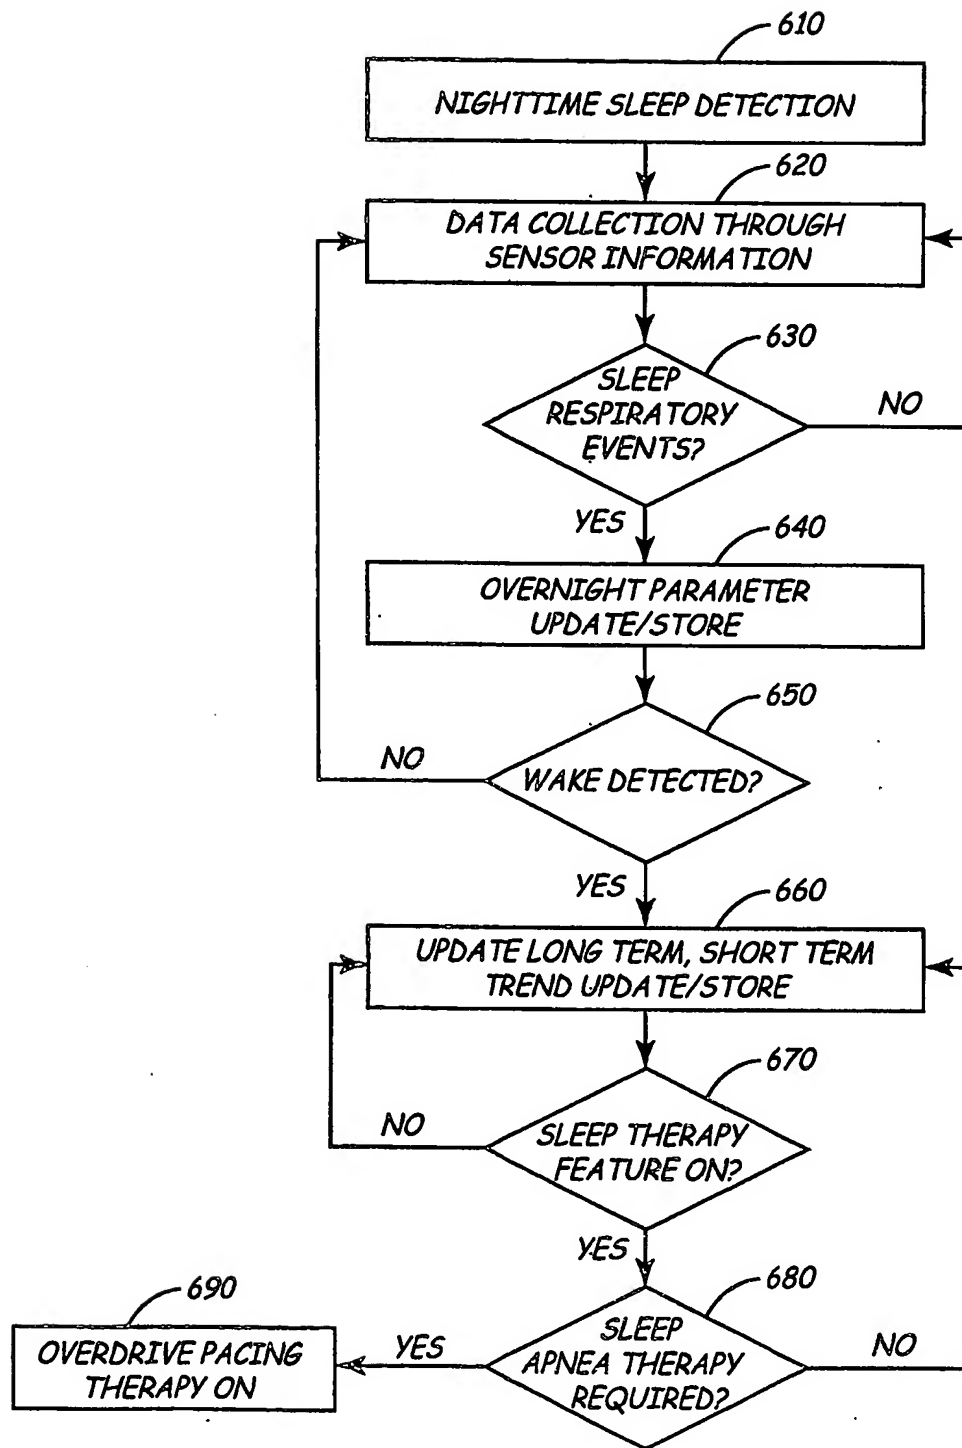 610
NIGHTTIME SLEEP DETECTION
620
DATA COLLECTION THROUGH
SENSOR INFORMATION
630
SLEEP
RESPIRATORY
EVENTS?
NO
YES
640
OVERNIGHT PARAMETER
UPDATE/STORE
650
NO
WAKE DETECTED?
YES
660
UPDATE LONG TERM, SHORT TERM
TREND UPDATE/STORE
670
NO
SLEEP THERAPY
FEATURE ON?
YES
680
690
SLEEP
APNEA THERAPY
REQUIRED?
NO
YES
OVERDRIVE PACING
THERAPY ON